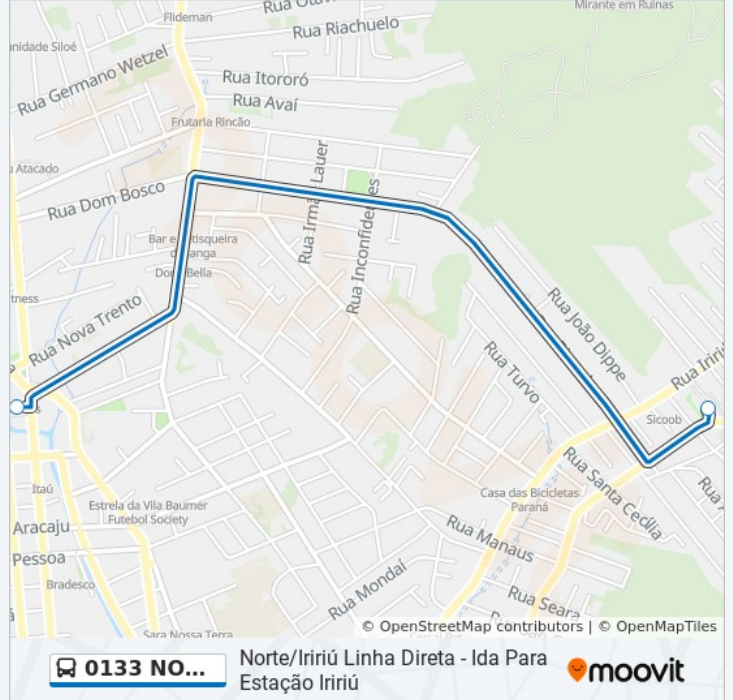 Flideman
Rua Otávio
Mirante em Ruínas
Rua Riachuelo
nidade Siloé
Rua Germano Wetzel
Rua Itororó
Rua Avaí
Frutaria Rincão
Atacado
Rua Dom Bosco
Rua Irmã Lauer
Rua Inconfidentes
Bar e Petisqueira
Dona Bella
tness
Rua Nova Trento
Rua João Dippe
Rua Turvo
Rua Iririú
Sicoob
Itaú
Estrela da Vila Baumer
Futebol Society
Casa das Bicicletas
Paraná
Rua Santa Cecília
Aracaju
Pessoa
Rua Manaus
Bradesco
Rua Mondaí
Rua Seara
Sara Nossa Terra
© OpenStreetMap contributors | © OpenMapTiles
0133 NO...
Norte/Iririú Linha Direta - Ida Para
Estação Iririú
moovit